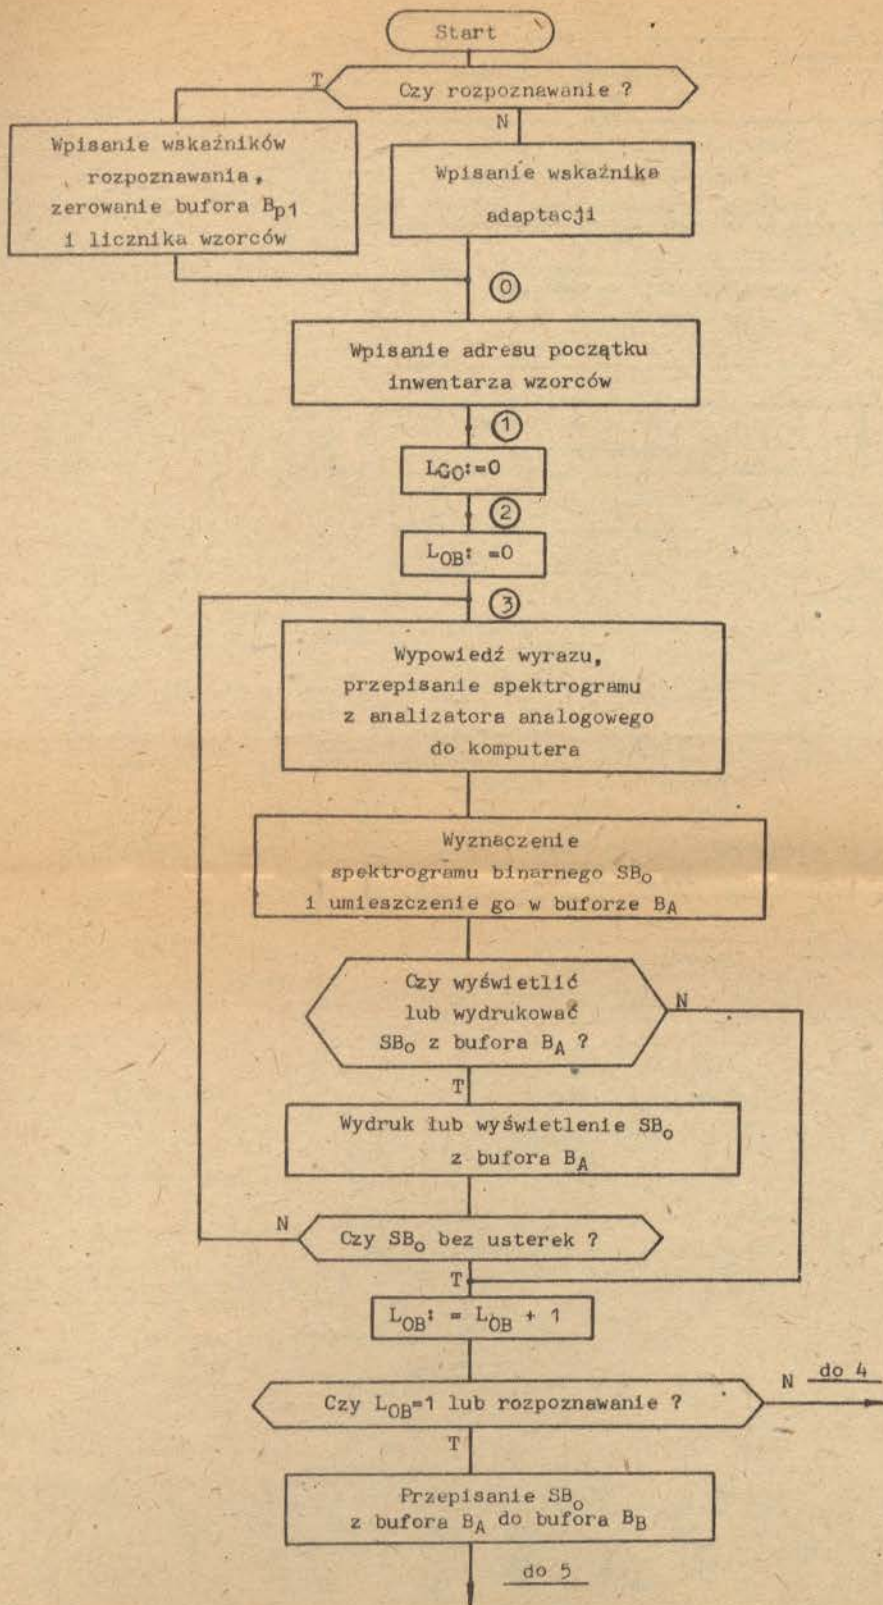 Start
T
Czy rozpoznawanie ?
N
Wpisanie wskaźników
rozpoznawania,
zerowanie bufora Bp1
i licznika wzorców
Wpisanie wskaźnika
adaptacji
0
Wpisanie adresu początku
inwentarza wzorców
1
LGO:=0
2
LOB: =0
3
Wypowiedź wyrazu,
przepisanie spektrogramu
z analizatora analogowego
do komputera
Wyznaczenie
spektrogramu binarnego SBo
i umieszczenie go w buforze BA
Czy wyświetlić
lub wydrukować
SBo z bufora BA ?
N
T
Wydruk lub wyświetlenie SBo
z bufora BA
N
Czy SBo bez usterek ?
T
LOB: = LOB + 1
Czy LOB=1 lub rozpoznawanie ?
N do 4
T
Przepisanie SBo
z bufora BA do bufora BB
do 5